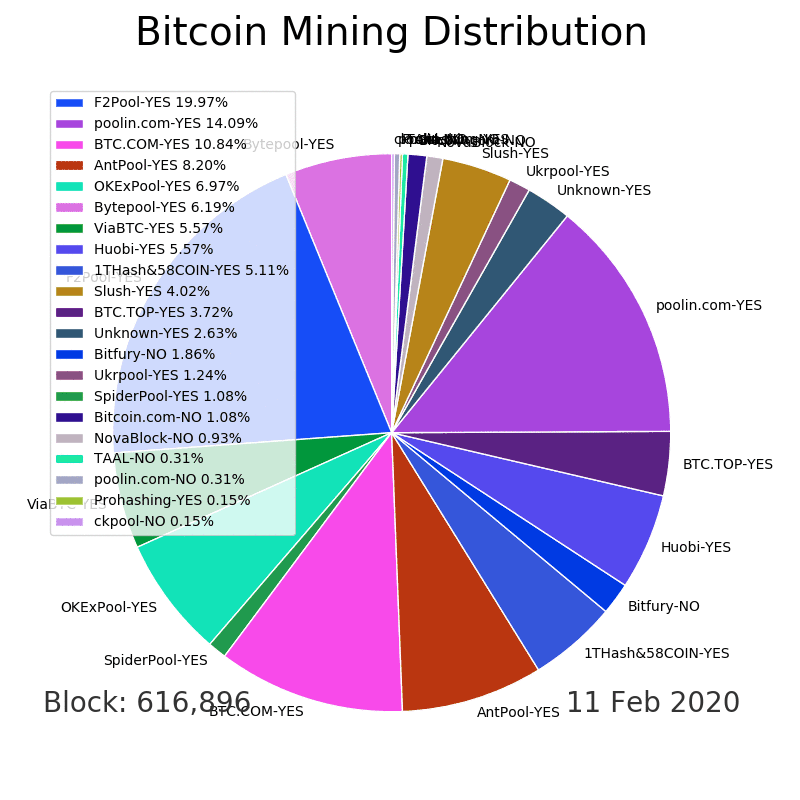 Bitcoin Mining Distribution
F2Pool-YES 19.97%
poolin.com-YES 14.09%
BTC.COM-YES 10.84%
AntPool-YES 8.20%
OKExPool-YES 6.97%
Bytepool-YES 6.19%
ViaBTC-YES 5.57%
Huobi-YES 5.57%
1THash&58COIN-YES 5.11%
Slush-YES 4.02%
BTC.TOP-YES 3.72%
Unknown-YES 2.63%
Bitfury-NO 1.86%
Ukrpool-YES 1.24%
SpiderPool-YES 1.08%
Bitcoin.com-NO 1.08%
NovaBlock-NO 0.93%
TAAL-NO 0.31%
poolin.com-NO 0.31%
Prohashing-YES 0.15%
ckpool-NO 0.15%
Bytepool-YES
F2Pool-YES
ViaBTC-YES
OKExPool-YES
SpiderPool-YES
BTC.COM-YES
AntPool-YES
1THash&58COIN-YES
Bitfury-NO
Huobi-YES
BTC.TOP-YES
poolin.com-YES
Unknown-YES
Ukrpool-YES
Slush-YES
NovaBlock-NO
Block: 616,896
11 Feb 2020